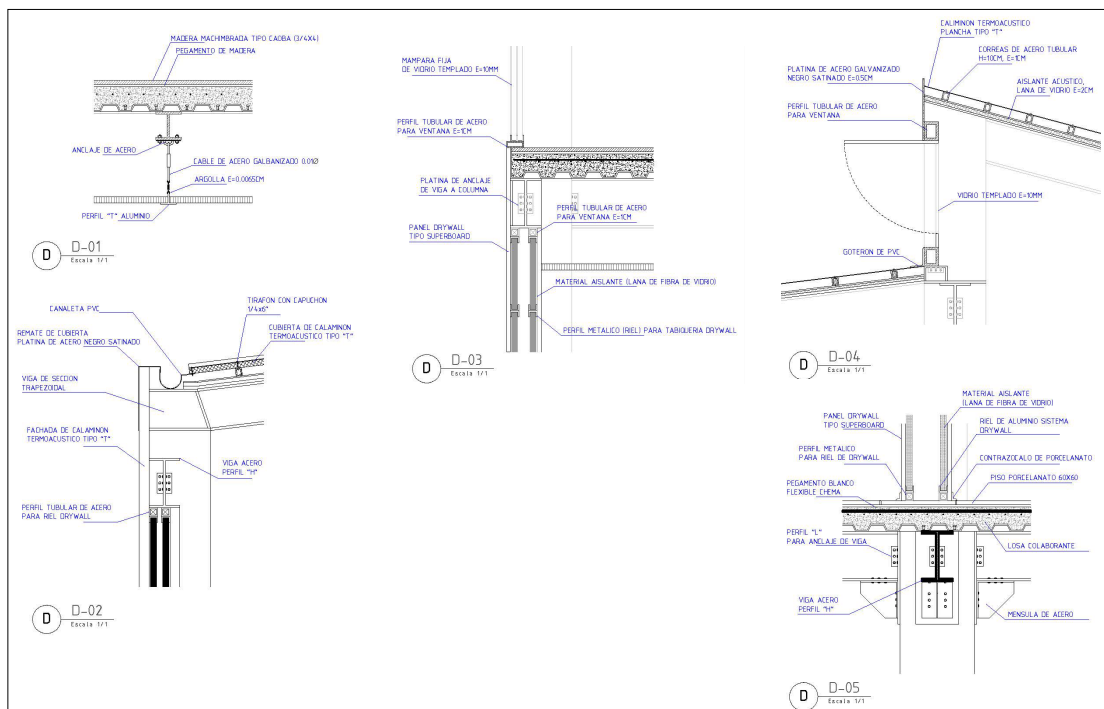 MADERA MACHIMBRADA TIPO CAOBA (3/4X4)
PEGAMENTO DE MADERA
ANCLAJE DE ACERO
CABLE DE ACERO GALBANIZADO 0.01Ø
ARGOLLA E=0.0065CM
PERFIL "T" ALUMINIO
D
D-01
Escala 1/1
CANALETA PVC
TIRAFON CON CAPUCHON
1/4x6"
REMATE DE CUBIERTA
PLATINA DE ACERO NEGRO SATINADO
CUBIERTA DE CALAMINON
TERMOACUSTICO TIPO "T"
VIGA DE SECCION
TRAPEZOIDAL
FACHADA DE CALAMINON
TERMOACUSTICO TIPO "T"
VIGA ACERO
PERFIL "H"
PERFIL TUBULAR DE ACERO
PARA RIEL DRYWALL
D
D-02
Escala 1/1
MAMPARA FIJA
DE VIDRIO TEMPLADO E=10MM
PERFIL TUBULAR DE ACERO
PARA VENTANA E=1CM
PLATINA DE ANCLAJE
DE VIGA A COLUMNA
PERFIL TUBULAR DE ACERO
PARA VENTANA E=1CM
PANEL DRYWALL
TIPO SUPERBOARD
MATERIAL AISLANTE (LANA DE FIBRA DE VIDRIO)
PERFIL METALICO (RIEL) PARA TABIQUERIA DRYWALL
D
D-03
Escala 1/1
CALIMINON TERMOACUSTICO
PLANCHA TIPO "T"
CORREAS DE ACERO TUBULAR
H=10CM, E=1CM
PLATINA DE ACERO GALVANIZADO
NEGRO SATINADO E=0.5CM
AISLANTE ACUSTICO,
LANA DE VIDRIO E=2CM
PERFIL TUBULAR DE ACERO
PARA VENTANA
VIDRIO TEMPLADO E=10MM
GOTERON DE PVC
D
D-04
Escala 1/1
MATERIAL AISLANTE
(LANA DE FIBRA DE VIDRIO)
PANEL DRYWALL
TIPO SUPERBOARD
RIEL DE ALUMINIO SISTEMA
DRYWALL
PERFIL METALICO
PARA RIEL DE DRYWALL
CONTRAZOCALO DE PORCELANATO
PEGAMENTO BLANCO
FLEXIBLE CHEMA
PISO PORCELANATO 60X60
PERFIL "L"
PARA ANCLAJE DE VIGA
LOSA COLABORANTE
VIGA ACERO
PERFIL "H"
MENSULA DE ACERO
D
D-05
Escala 1/1